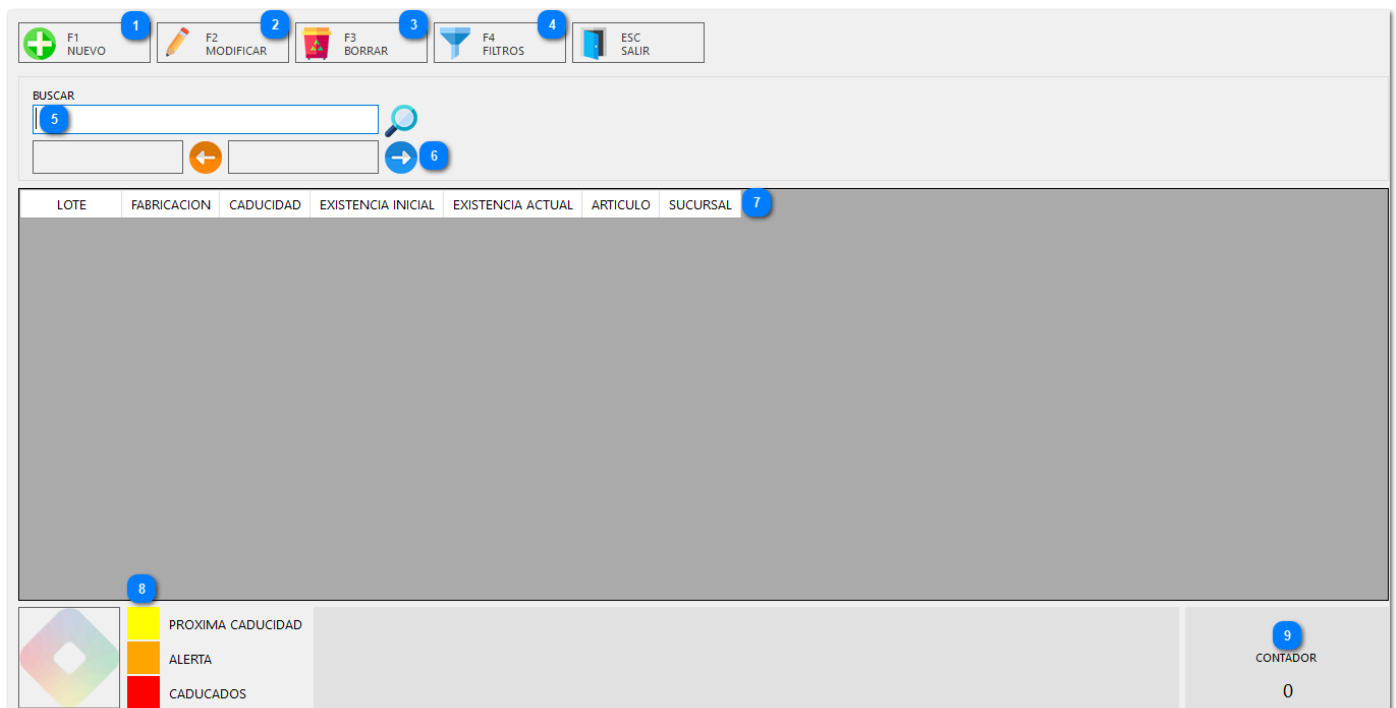 1
F1
NUEVO
2
F2
MODIFICAR
3
F3
BORRAR
4
F4
FILTROS
ESC
SALIR
BUSCAR
5
6
LOTE FABRICACION CADUCIDAD EXISTENCIA INICIAL EXISTENCIA ACTUAL ARTICULO SUCURSAL 7
8
PROXIMA CADUCIDAD
ALERTA
CADUCADOS
9
CONTADOR
0